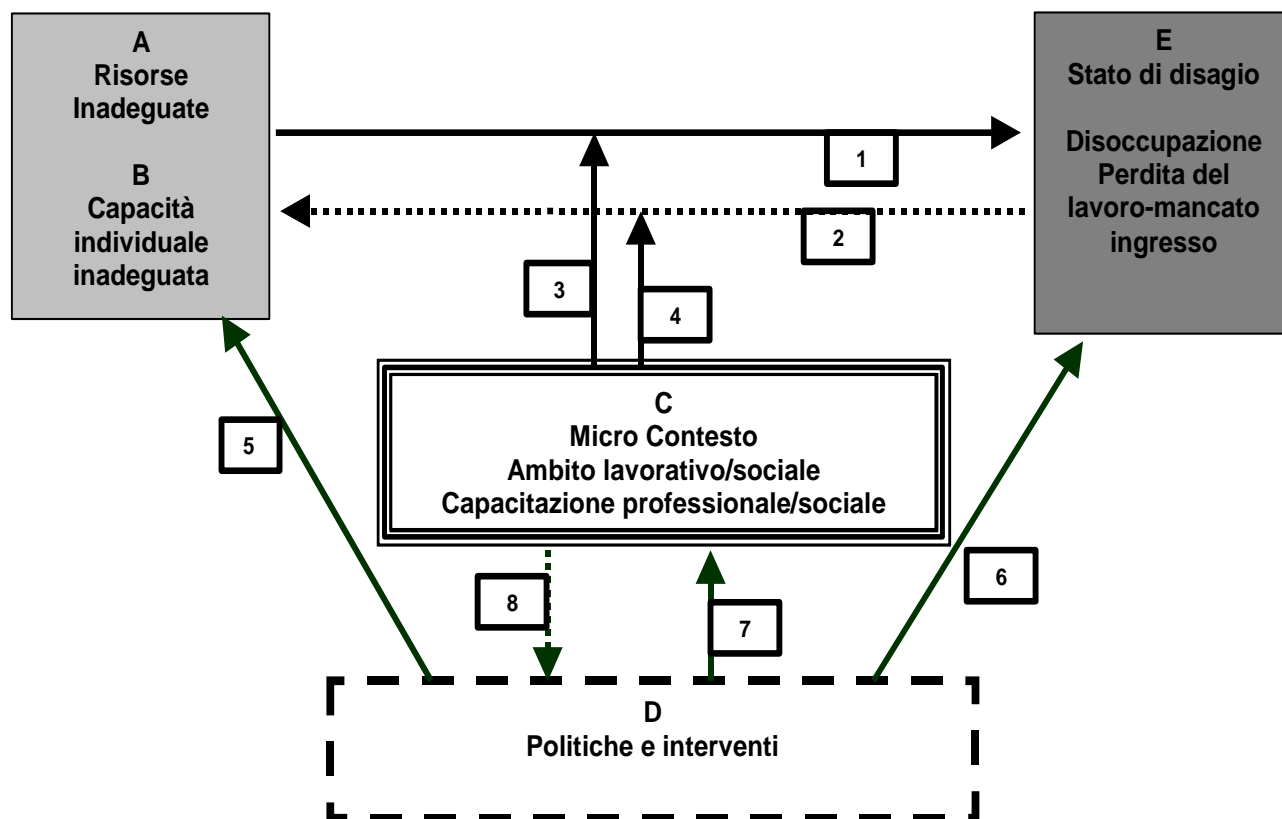 A
Risorse
Inadeguate
B
Capacità
individuale
inadeguata
E
Stato di disagio
Disoccupazione
Perdita del
lavoro-mancato
ingresso
1
2
3
4
C
Micro Contesto
Ambito lavorativo/sociale
Capacitazione professionale/sociale
5
6
8
7
D
Politiche e interventi